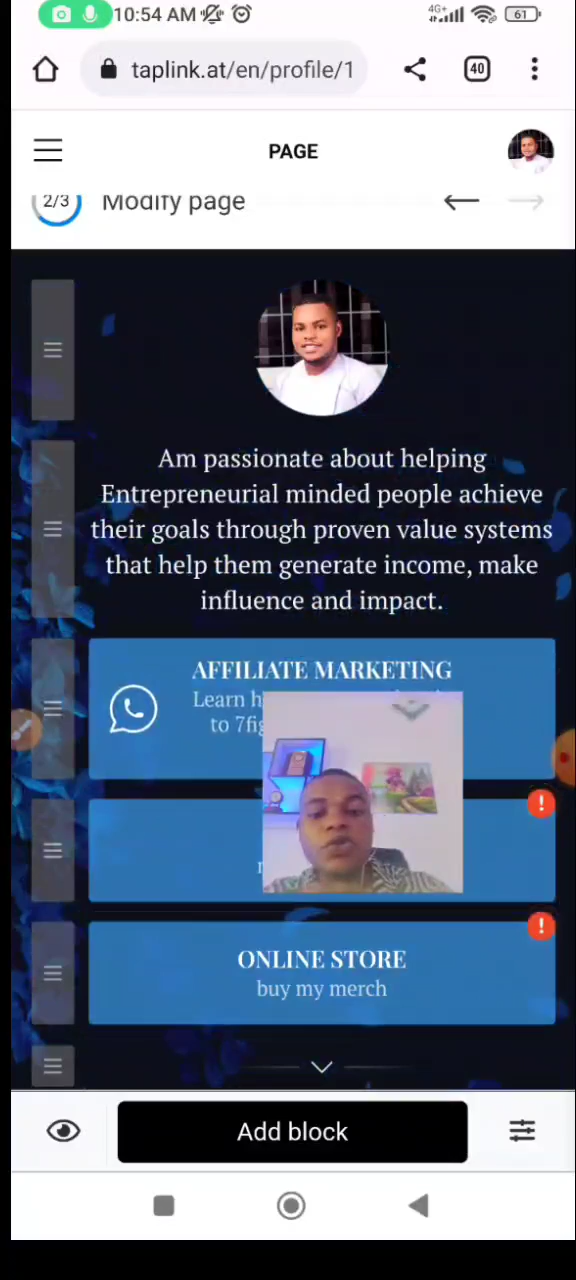 10:54 AM
4G+
61
taplink.at/en/profile/1
40
PAGE
2/3 Modify page
Am passionate about helping
Entrepreneurial minded people achieve
their goals through proven value systems
that help them generate income, make
influence and impact.
AFFILIATE MARKETING
Learn
to
!
!
ONLINE STORE
buy my merch
Add block